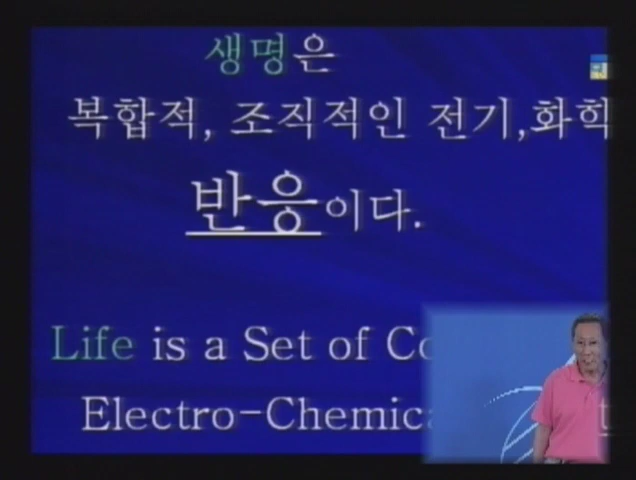 생명은
복합적, 조직적인 전기,화학
반응이다.
Life is a Set of
Electro-Chemica